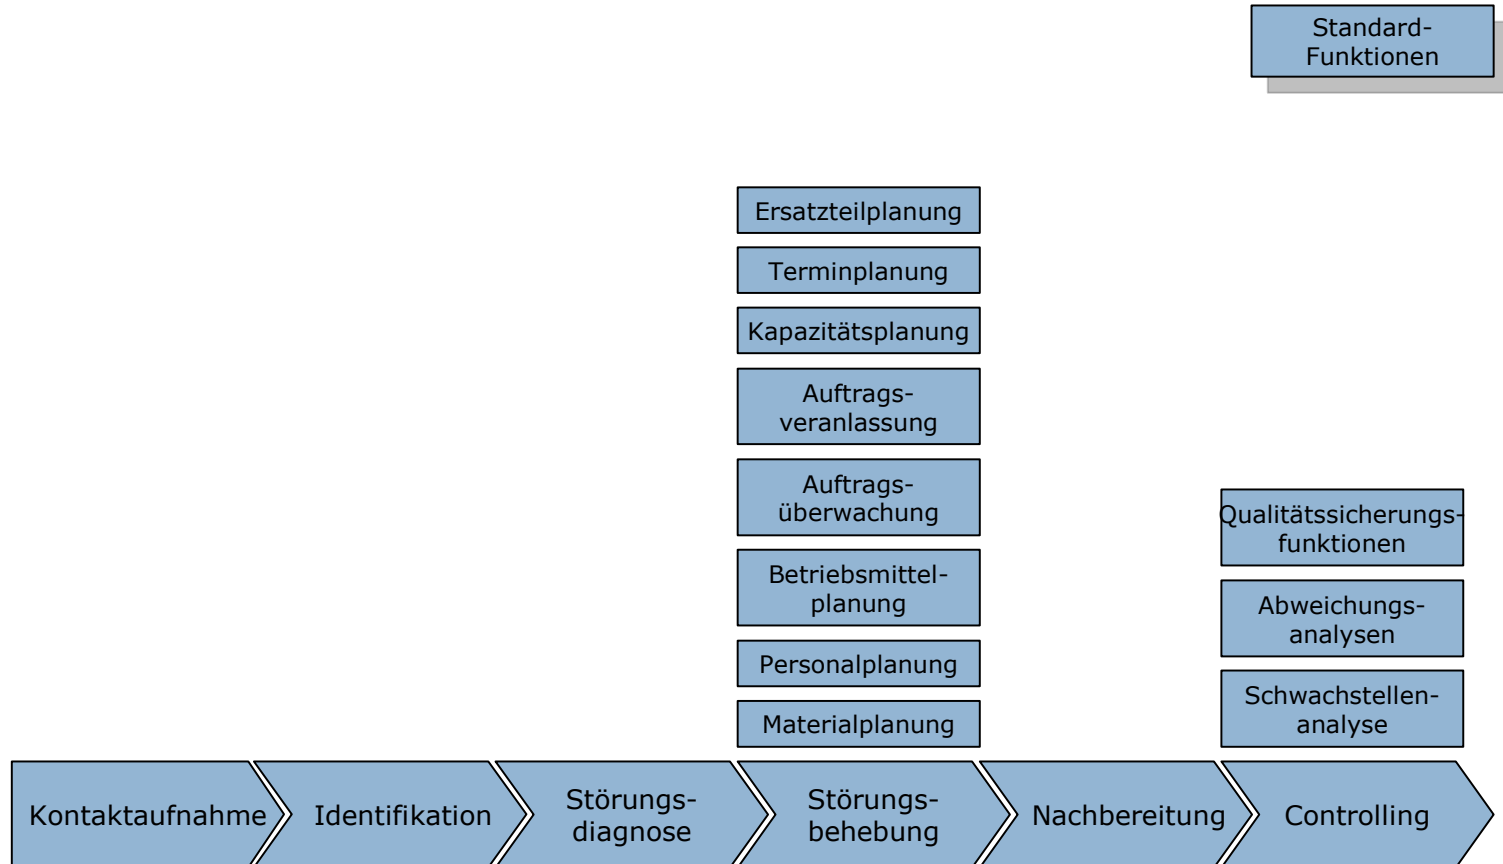 Standard-
Funktionen
Ersatzteilplanung
Terminplanung
Kapazitätsplanung
Auftrags-
veranlassung
Auftrags-
überwachung
Betriebsmittel-
planung
Personalplanung
Materialplanung
Qualitätssicherungs-
funktionen
Abweichungs-
analysen
Schwachstellen-
analyse
Kontaktaufnahme
Identifikation
Störungs-
diagnose
Störungs-
behebung
Nachbereitung
Controlling